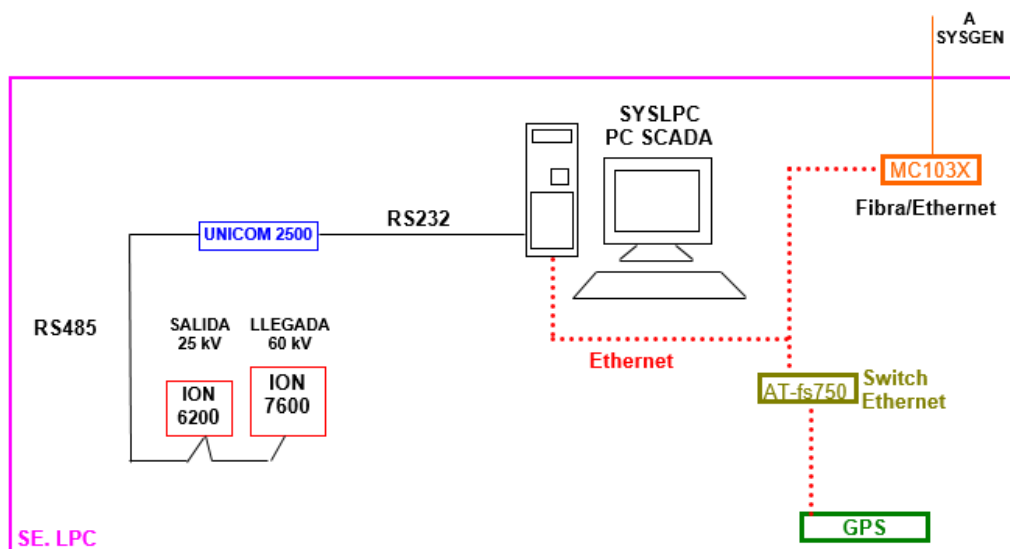 A
SYSGEN
SYSLPC
PC SCADA
MC103X
Fibra/Ethernet
RS232
UNICOM 2500
RS485
SALIDA
25 kV
LLEGADA
60 kV
ION
6200
ION
7600
Ethernet
AT-fs750
Switch
Ethernet
GPS
SE. LPC